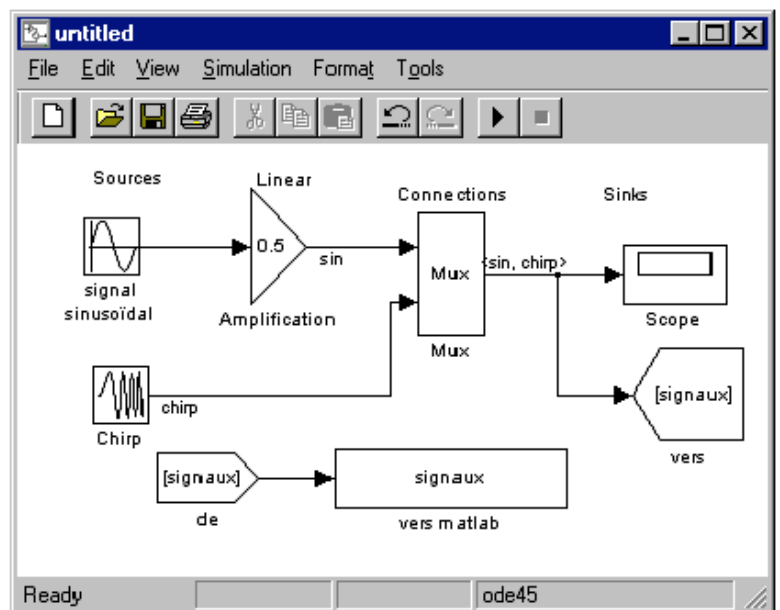 untitled
File Edit View Simulation Format Tools
Sources Linear Connections Sinks
0.5
sin
Mux
<sin, chirp>
signal
sinusoïdal
Amplification
Mux
Scope
[signaux]
chirp
Chirp
vers
[signaux]
signaux
de
vers matlab
Ready ode45